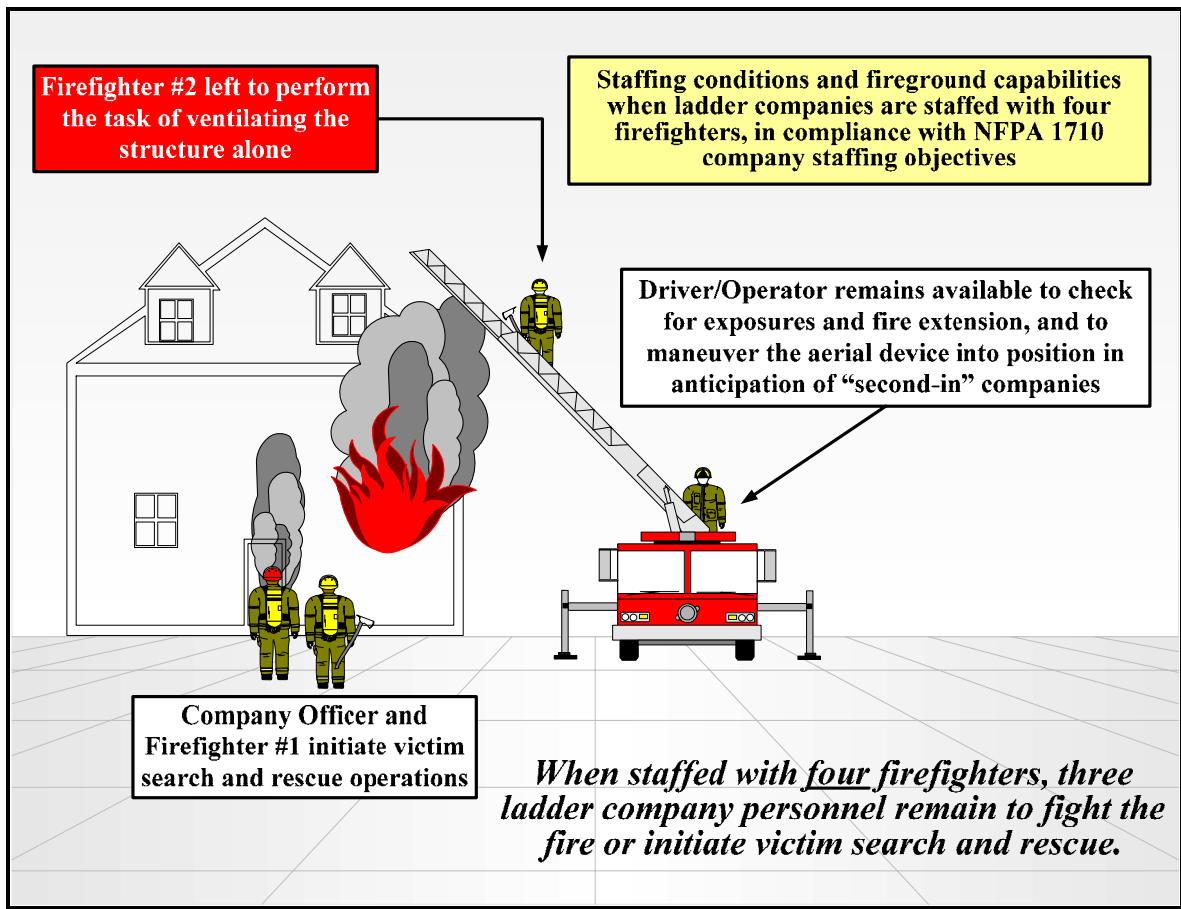 Firefighter #2 left to perform
the task of ventilating the
structure alone
Staffing conditions and fireground capabilities
when ladder companies are staffed with four
firefighters, in compliance with NFPA 1710
company staffing objectives
Driver/Operator remains available to check
for exposures and fire extension, and to
maneuver the aerial device into position in
anticipation of “second-in” companies
Company Officer and
Firefighter #1 initiate victim
search and rescue operations
When staffed with four firefighters, three
ladder company personnel remain to fight the
fire or initiate victim search and rescue.